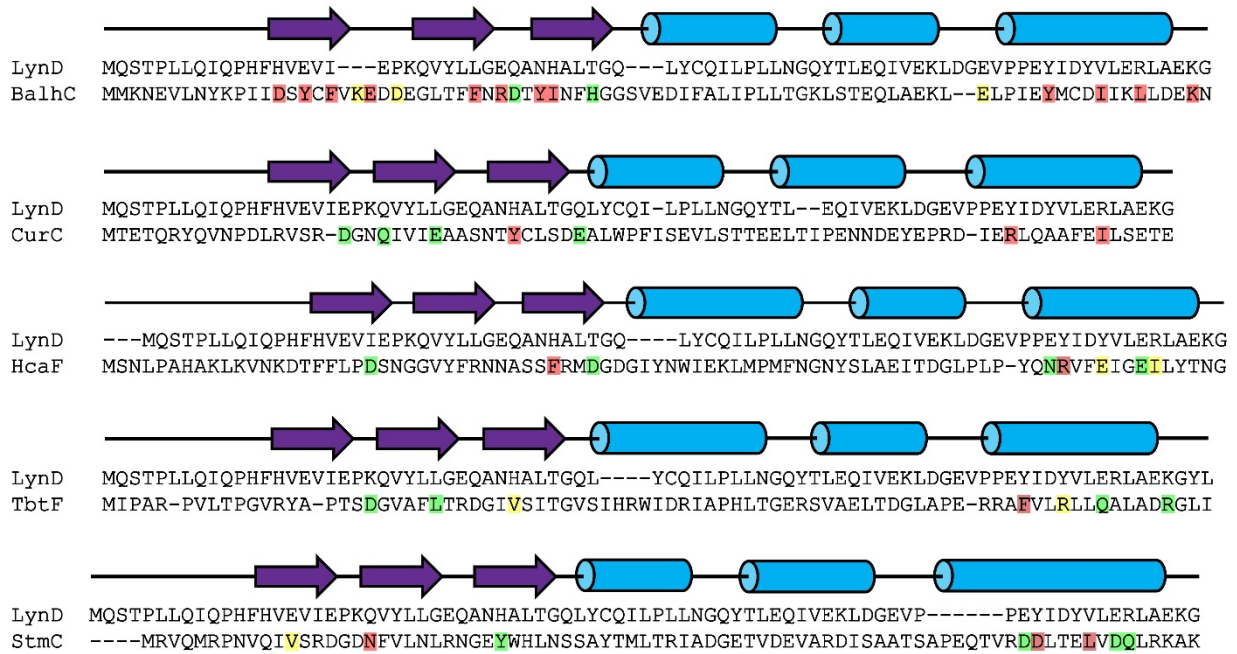 LynD MQSTPLLQIQPHFHVEVI---EPKQVYLLGEQANHALTGQ---LYCQILPLLNGQYTLEQIVEKLDGEVPPEYIDYVLERLAEKG
BalhC MMKNEVLNYKPIIDSYCFVKEDDEGLTFFNRDTYINFHGGSVEDIFALIPLLTGKLSTEQLAEKL--ELPIEYMCDIIKLLDEKN
LynD MQSTPLLQIQPHFHVEVIEPKQVYLLGEQANHALTGQLYCQI-LPLLNGQYTL--EQIVEKLDGEVPPEYIDYVLERLAEKG
CurC MTETQRYQVNPDLRVSR-DGNQIVIEAASNTYCLSDEALWPFISEVLSTTEELTIPENNDEYEPRD-IERLQAAFEILSETE
LynD ---MQSTPLLQIQPHFHVEVIEPKQVYLLGEQANHALTGQ----LYCQILPLLNGQYTLEQIVEKLDGEVPPEYIDYVLERLAEKG
HcaF MSNLPAHAKLKVNKDTFFLPDSNGGVYFRNNASSFRMDGDGIYNWIEKLMPMFNGNYSLAEITDGLPLPL-YQNRVFEIGEILYTNG
LynD MQSTPLLQIQPHFHVEVIEPKQVYLLGEQANHALTGQL----YCQILPLLNGQYTLEQIVEKLDGEVPPEYIDYVLERLAEKGYL
TbtF MIPAR-PVLTPGVRYA-PTSDGVAFLTRDGIVSITGVSIHRWIDRIAPHLTGERSVAELTDGLAPE-RRAFVLRLLQALADRGLI
LynD MQSTPLLQIQPHFHVEVIEPKQVYLLGEQANHALTGQLYCQILPLLNGQYTLEQIVEKLDGEVP------PEYIDYVLERLAEKG
StmC ----MRVQMRPNVQIVSRDGDNFVLNLRNGEYWHLNSSAYTMLTRIADGETVDEVARDISAATSAPEQTVRDDLTELVDQLRKAK